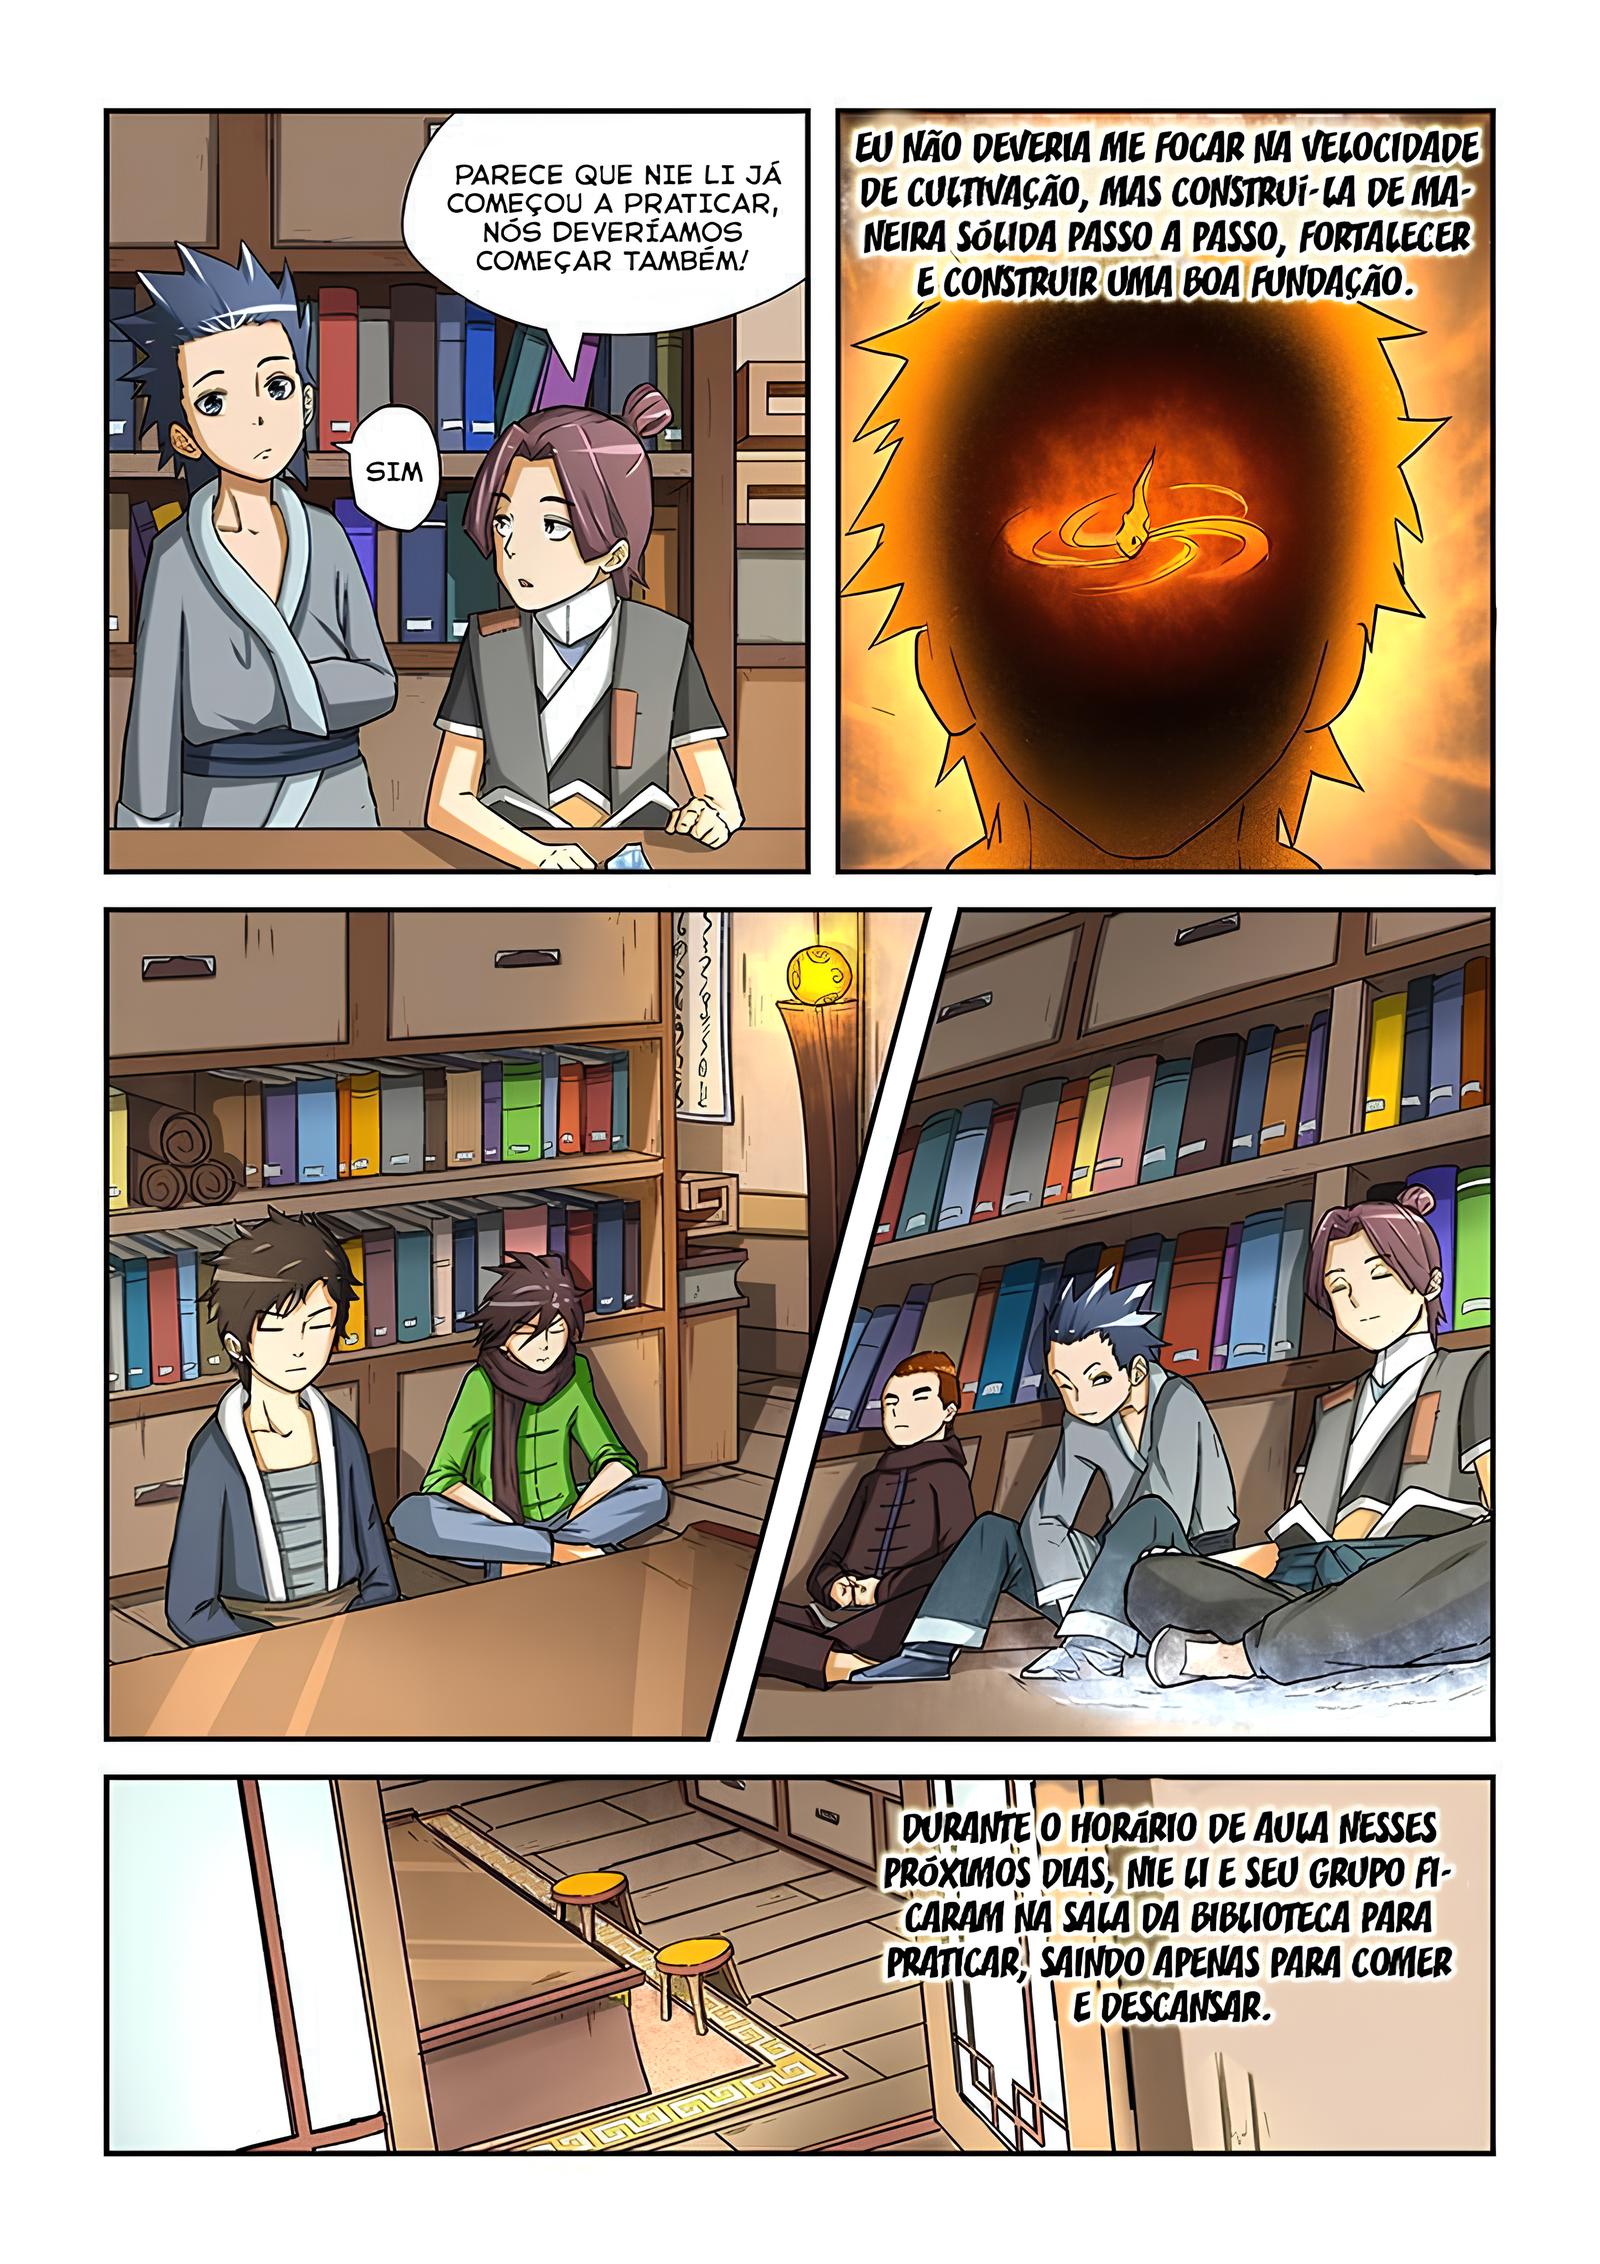 PARECE QUE NIE LI JÁ
COMEÇOU A PRATICAR,
NÓS DEVERÍAMOS
COMEÇAR TAMBÉM!
SIM
EU NÃO DEVERIA ME FOCAR NA VELOCIDADE
DE CULTIVAÇÃO, MAS CONSTRUÍ-LA DE MA-
NEIRA SÓLIDA PASSO A PASSO, FORTALECER
E CONSTRUIR UMA BOA FUNDAÇÃO.
DURANTE O HORÁRIO DE AULA NESSES
PRÓXIMOS DIAS, NIE LI E SEU GRUPO FI-
CARAM NA SALA DA BIBLIOTECA PARA
PRATICAR, SAINDO APENAS PARA COMER
E DESCANSAR.